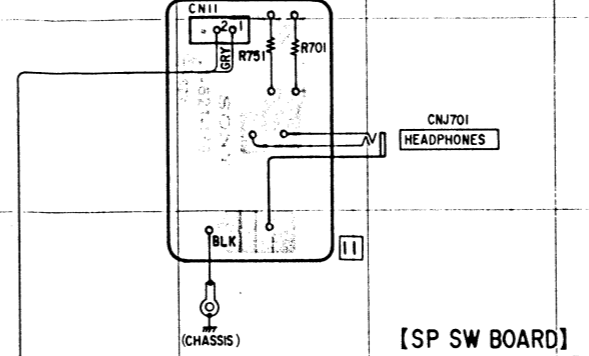 CN11
2 1
GRY
R751
R701
CNJ701
HEADPHONES
BLK
11
(CHASSIS)
【SP SW BOARD】